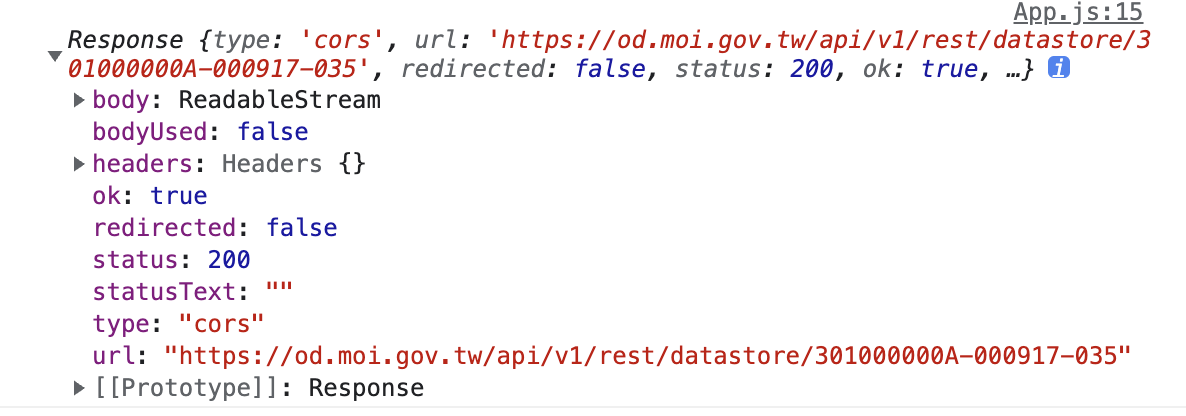 App.js:15
Response {type: 'cors', url: 'https://od.moi.gov.tw/api/v1/rest/datastore/3
01000000A-000917-035', redirected: false, status: 200, ok: true, …} i
body: ReadableStream
bodyUsed: false
headers: Headers {}
ok: true
redirected: false
status: 200
statusText: ""
type: "cors"
url: "https://od.moi.gov.tw/api/v1/rest/datastore/301000000A-000917-035"
[[Prototype]]: Response